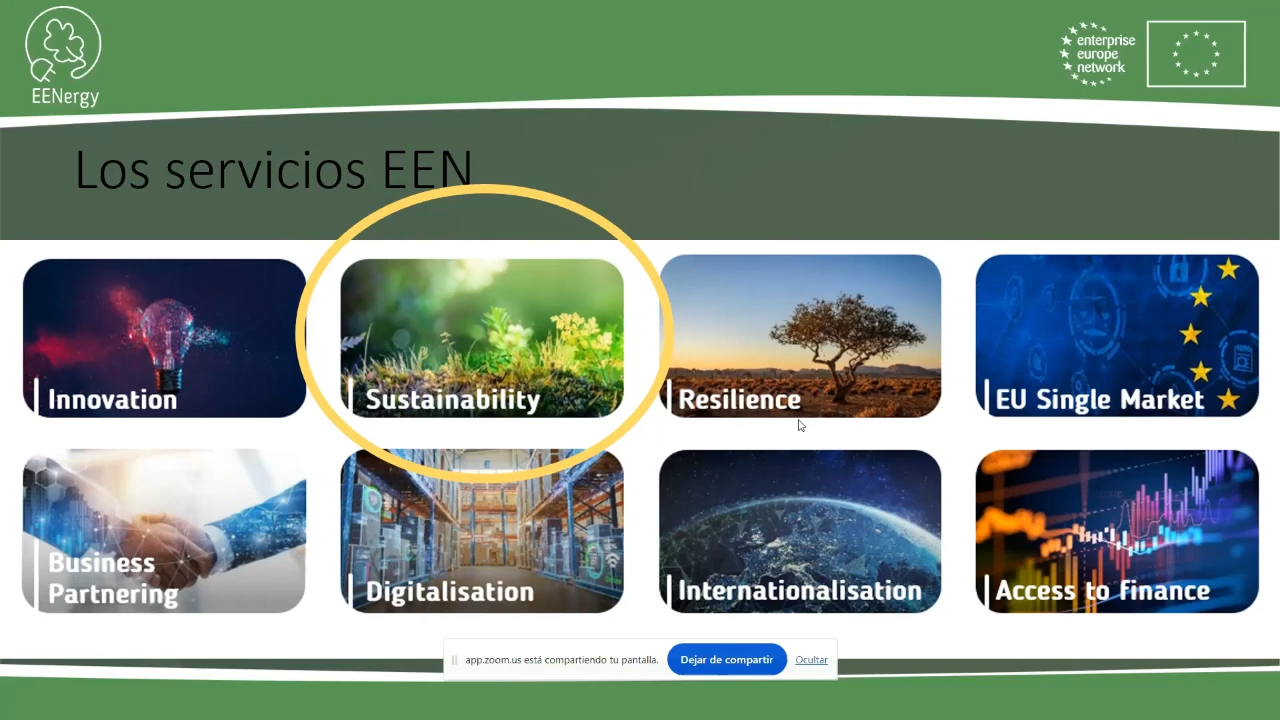 EENergy
enterprise
europe
network
Los servicios EEN
Innovation
Sustainability
Resilience
EU Single Market
Business
Partnering
Digitalisation
Internationalisation
Access to finance
app.zoom.us está compartiendo tu pantalla.
Dejar de compartir
Ocultar